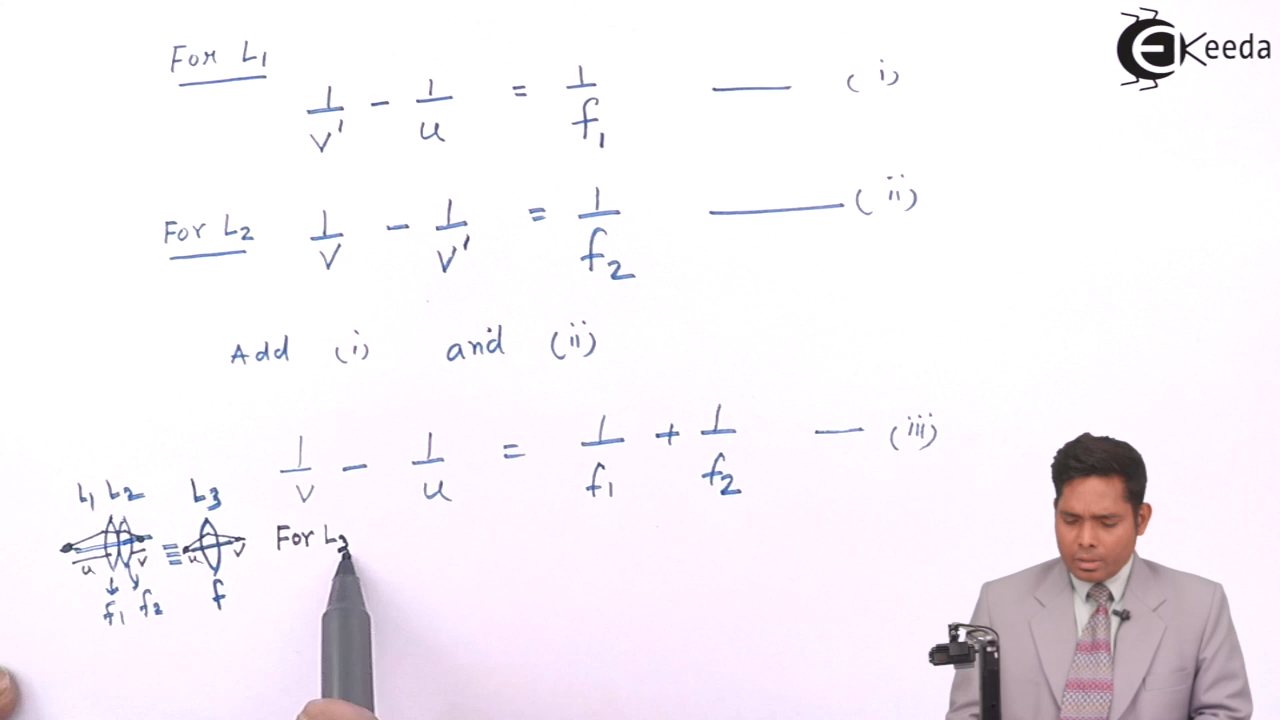 EKeeda
For L1
1/v' - 1/u = 1/f1 —— (i)
For L2 1/v - 1/v' = 1/f2 —— (ii)
Add (i) and (ii)
1/v - 1/u = 1/f1 + 1/f2 — (iii)
L1 L2 L3
u v ≡ u v
f1 f2 f
For L3